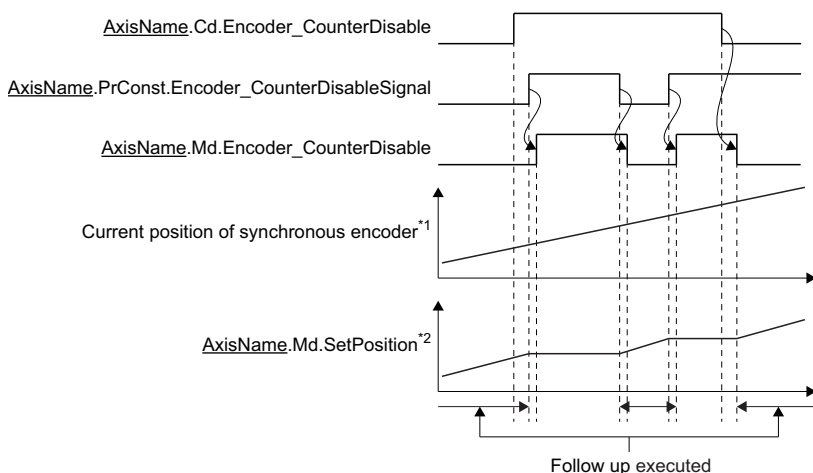 AxisName.Cd.Encoder_CounterDisable
AxisName.PrConst.Encoder_CounterDisableSignal
AxisName.Md.Encoder_CounterDisable
Current position of synchronous encoder*1
AxisName.Md.SetPosition*2
Follow up executed